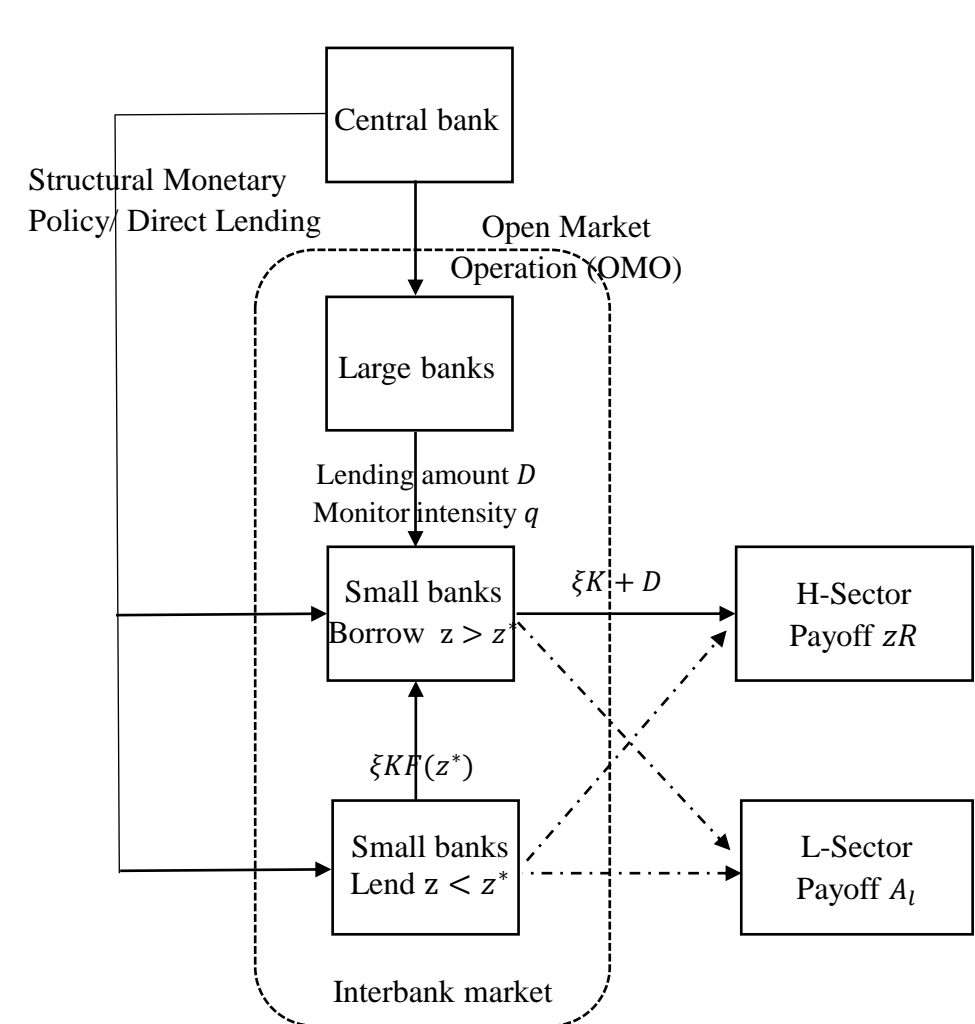 Central bank
Structural Monetary
Policy/ Direct Lending
Open Market
Operation (OMO)
Large banks
Lending amount D
Monitor intensity q
Small banks
Borrow z > z*
ξK + D
H-Sector
Payoff zR
ξKF(z*)
Small banks
Lend z < z*
L-Sector
Payoff Aₗ
Interbank market